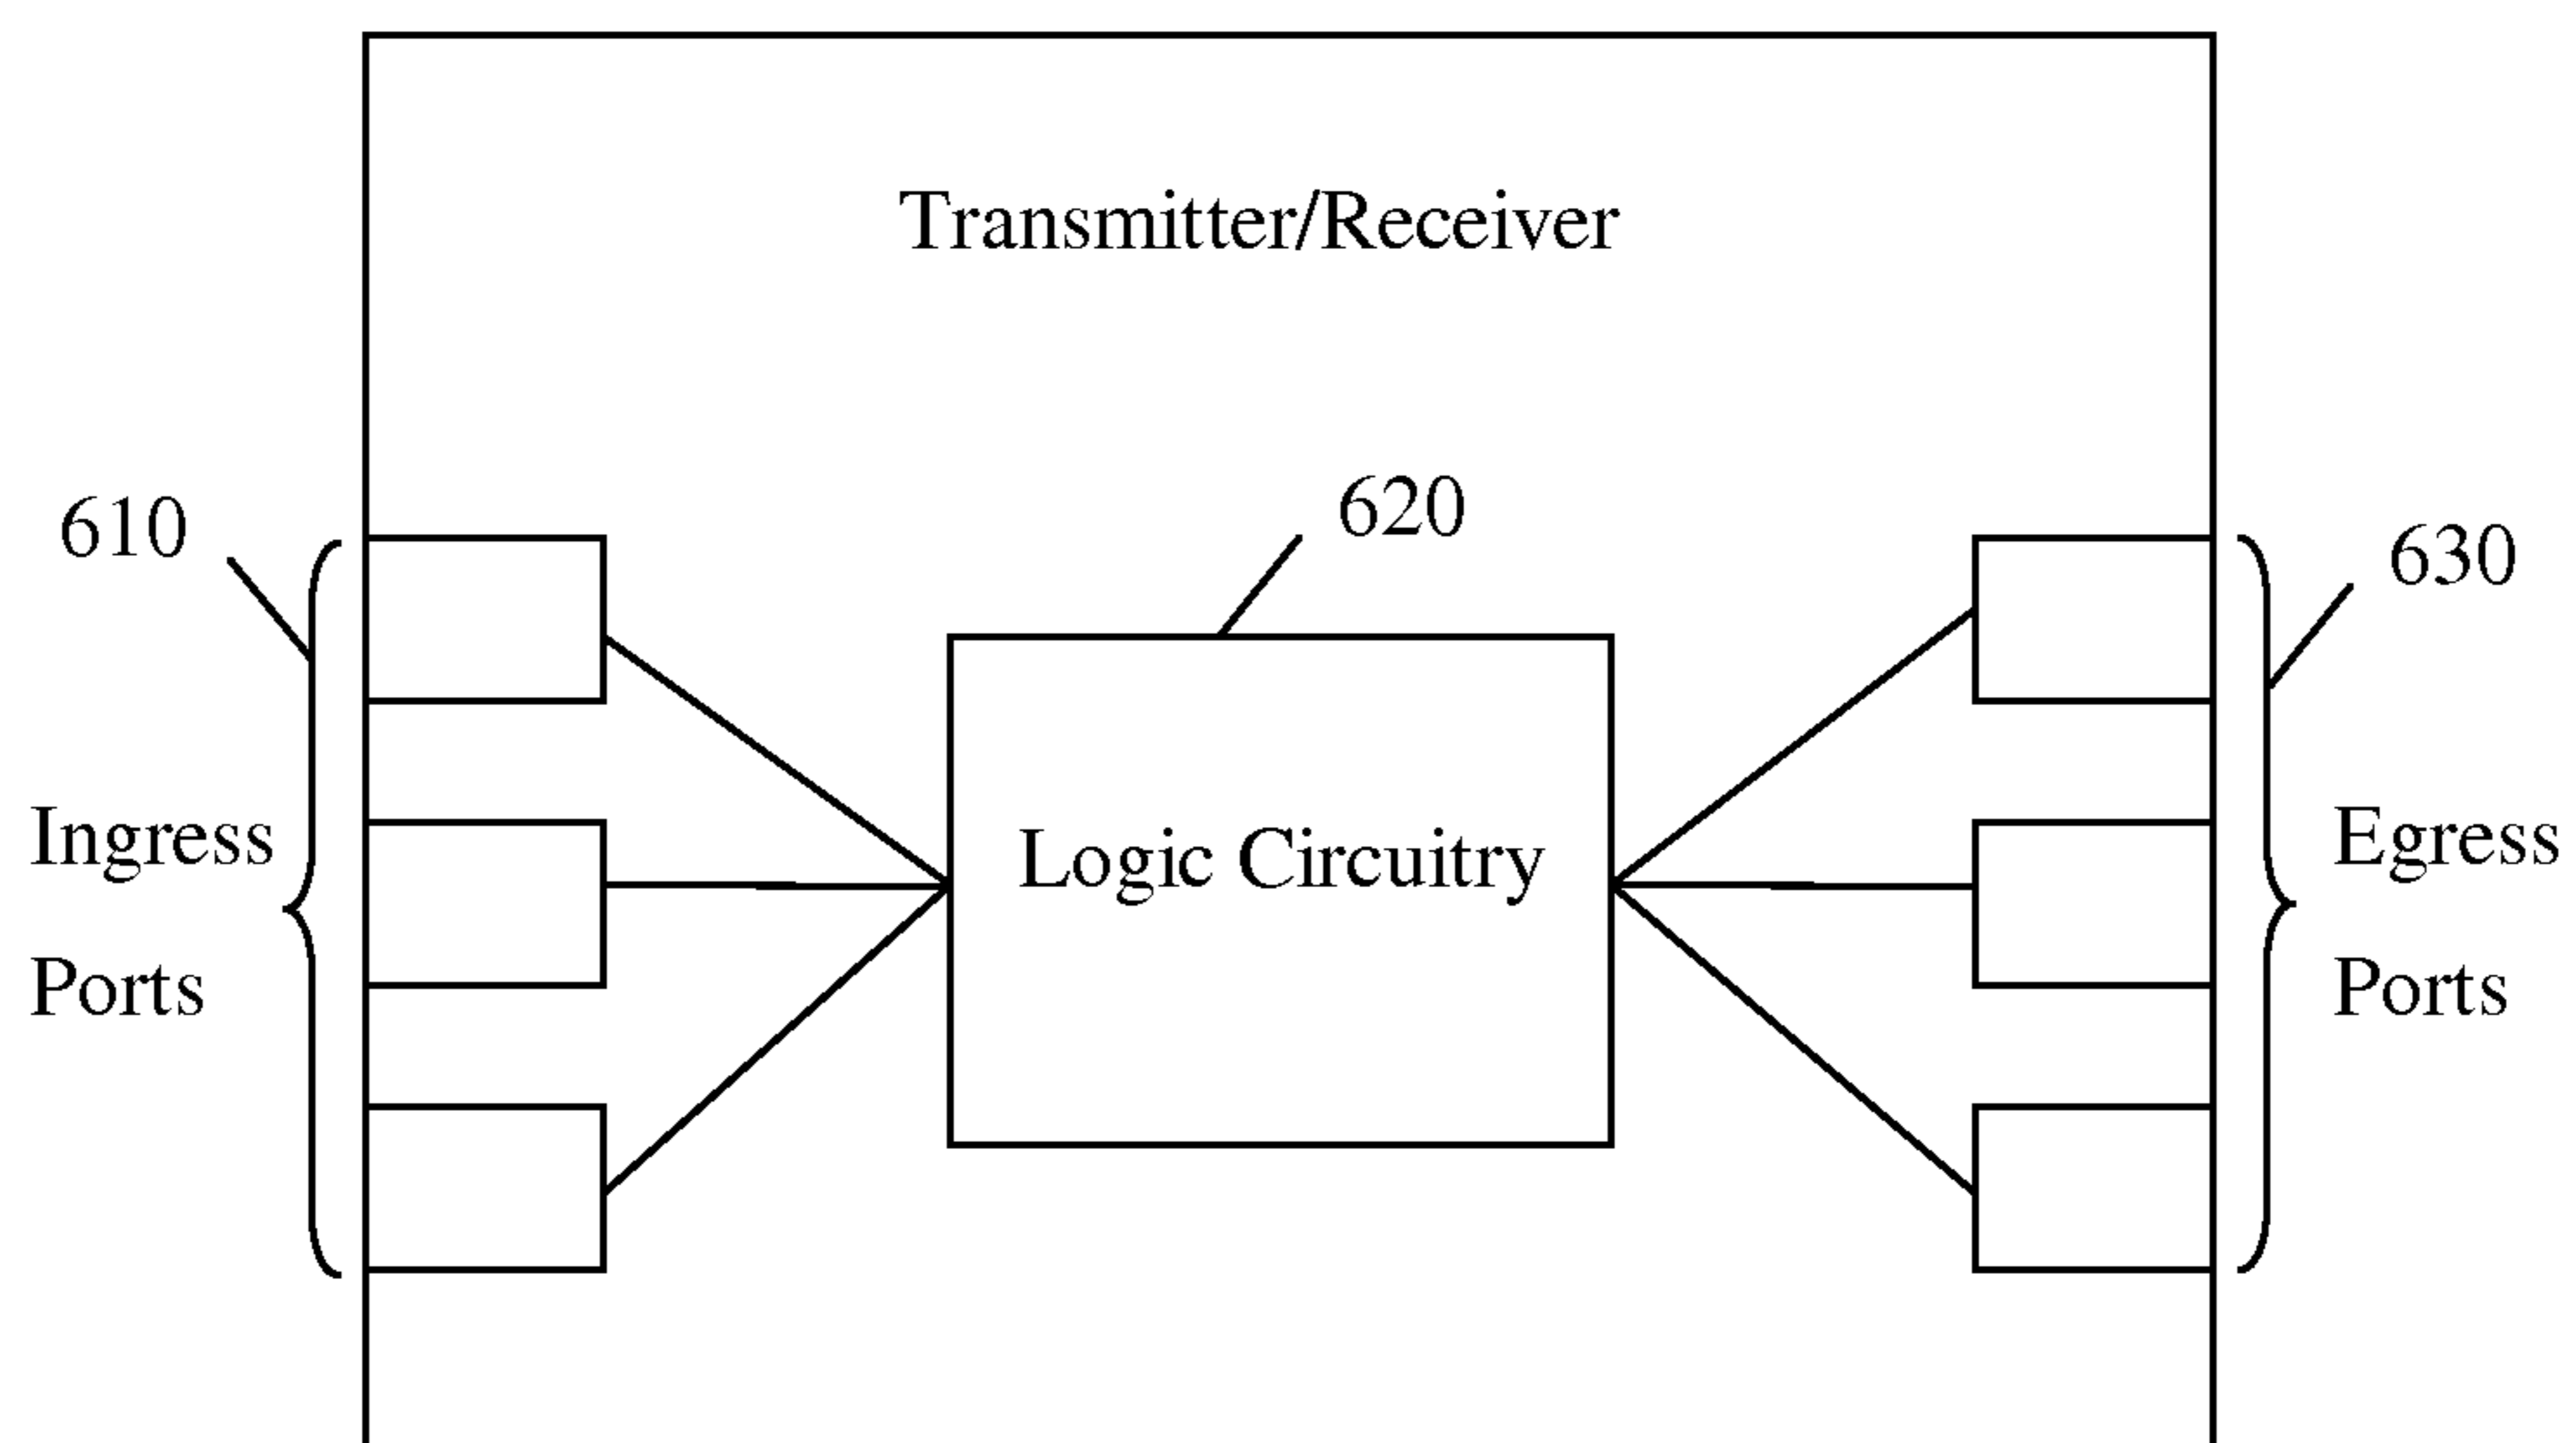 Transmitter/Receiver
610
620
630
Ingress
Ports
Logic Circuitry
Egress
Ports